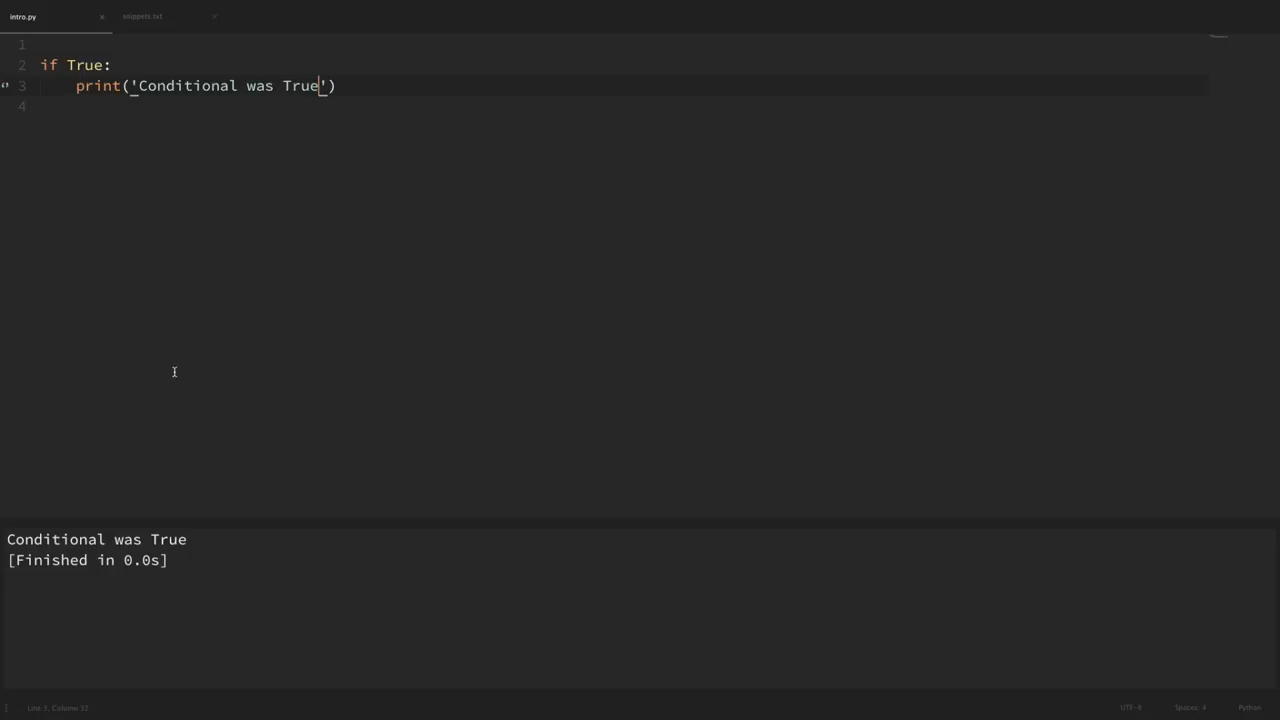 intro.py
snippets.txt
1
2 if True:
3 print('Conditional was True')
4
Conditional was True
[Finished in 0.0s]
Line 3, Column 32
UTF-8
Spaces: 4
Python